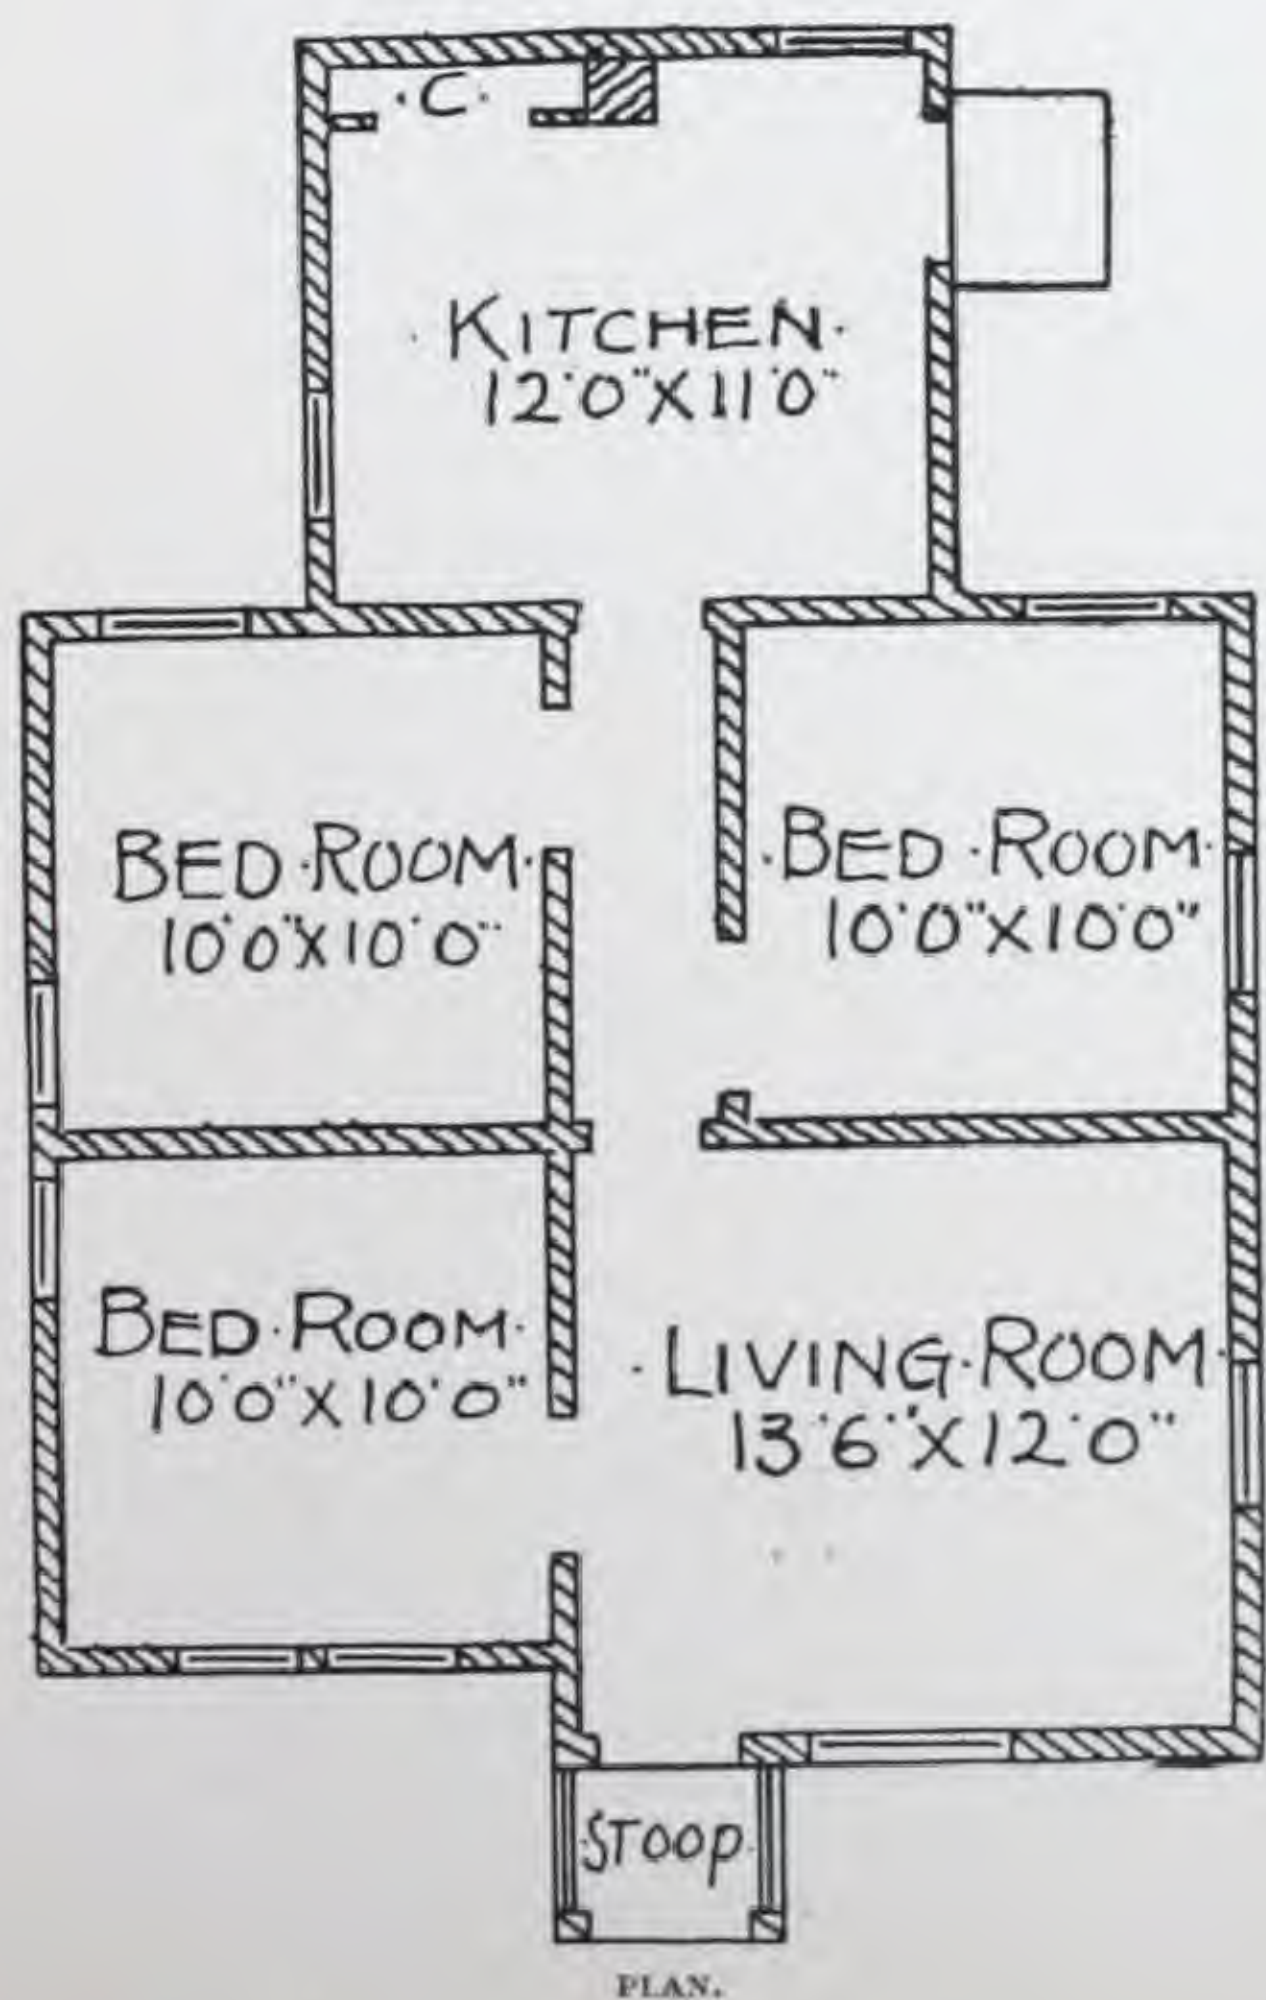 ·C·
·KITCHEN·
12'0"X11'0"
BED·ROOM·
10'0"X10'0"
·BED·ROOM·
10'0"X10'0"
BED·ROOM·
10'0"X10'0"
·LIVING·ROOM·
13'6"X12'0"
·STOOP·
PLAN.